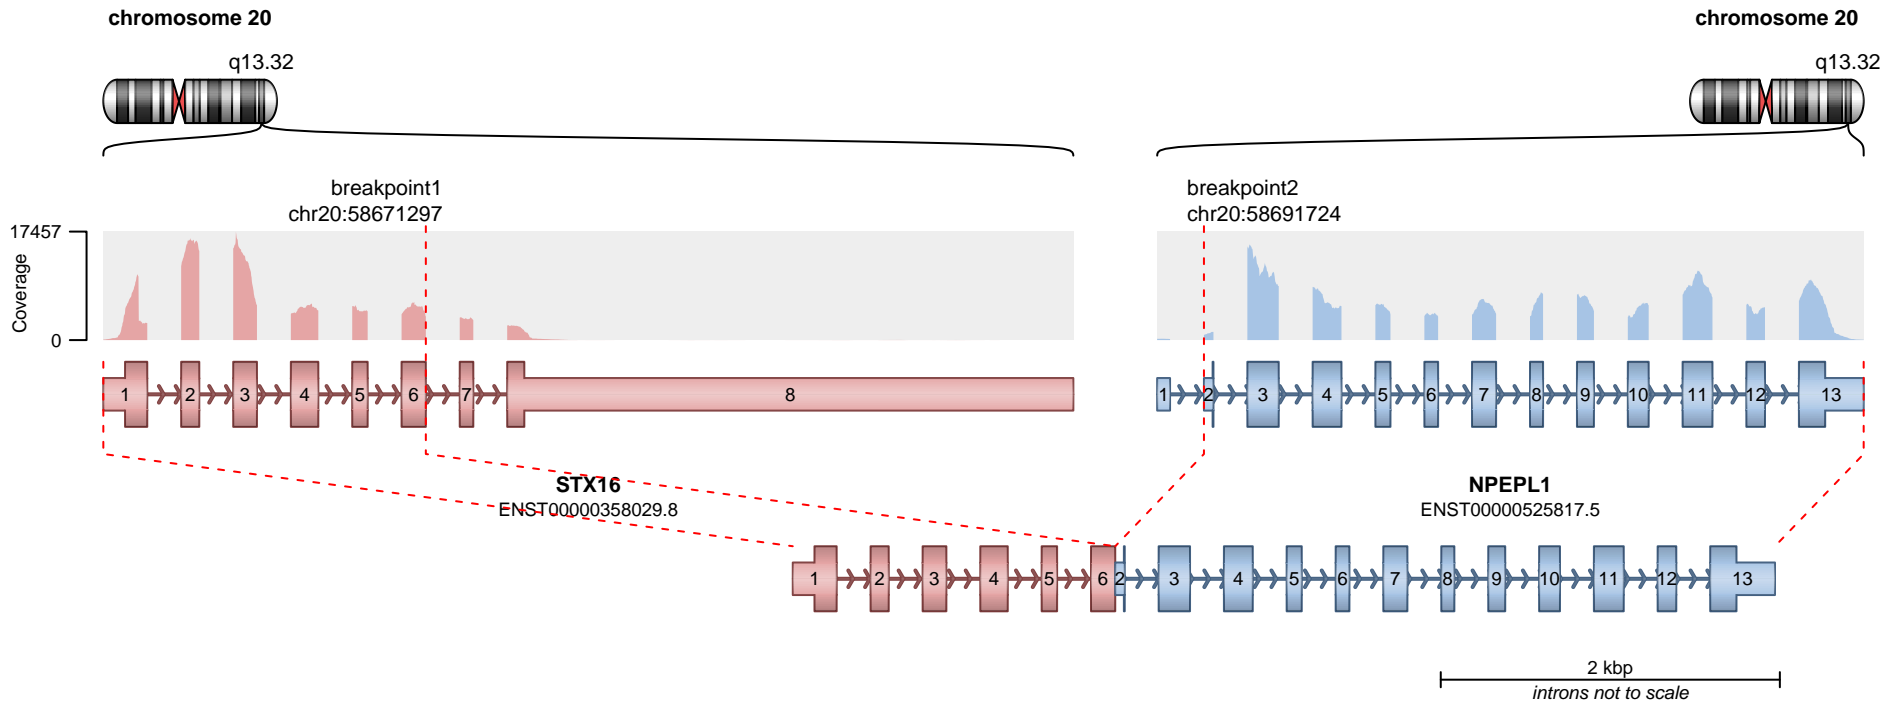 chromosome 20
chromosome 20
q13.32
q13.32
breakpoint1
chr20:58671297
breakpoint2
chr20:58691724
17457
Coverage
0
1 2 3 4 5 6 7 8
1 2 3 4 5 6 7 8 9 10 11 12 13
STX16
ENST00000358029.8
NPEPL1
ENST00000525817.5
1 2 3 4 5 6 2 3 4 5 6 7 8 9 10 11 12 13
2 kbp
introns not to scale